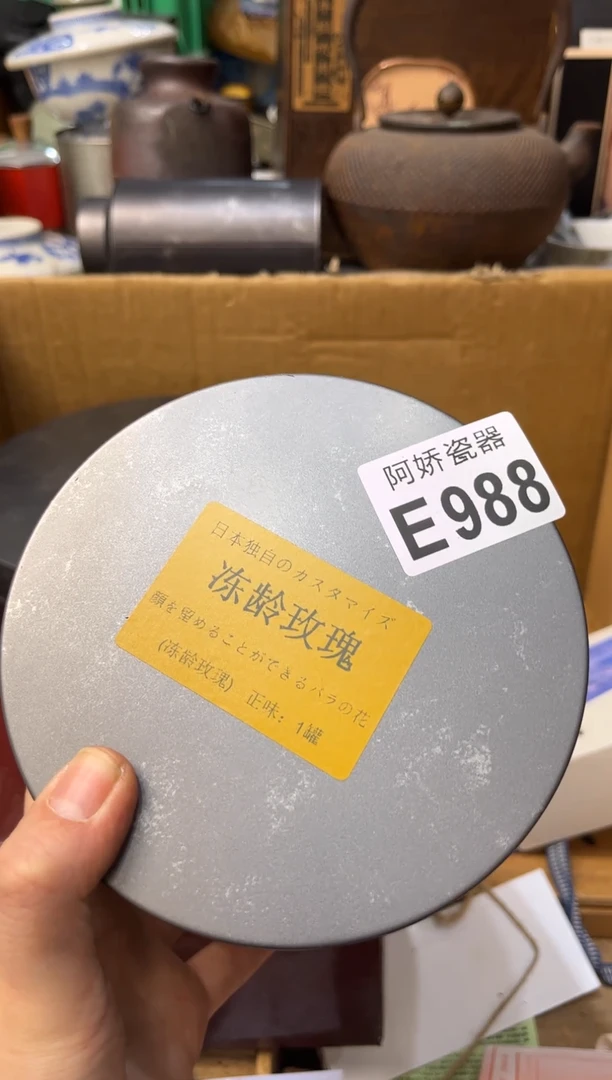 阿娇瓷器
E988
日本独自のカスタマイズ
冻龄玫瑰
顔を留めることができるバラの花
(冻龄玫瑰) 正味: 1罐